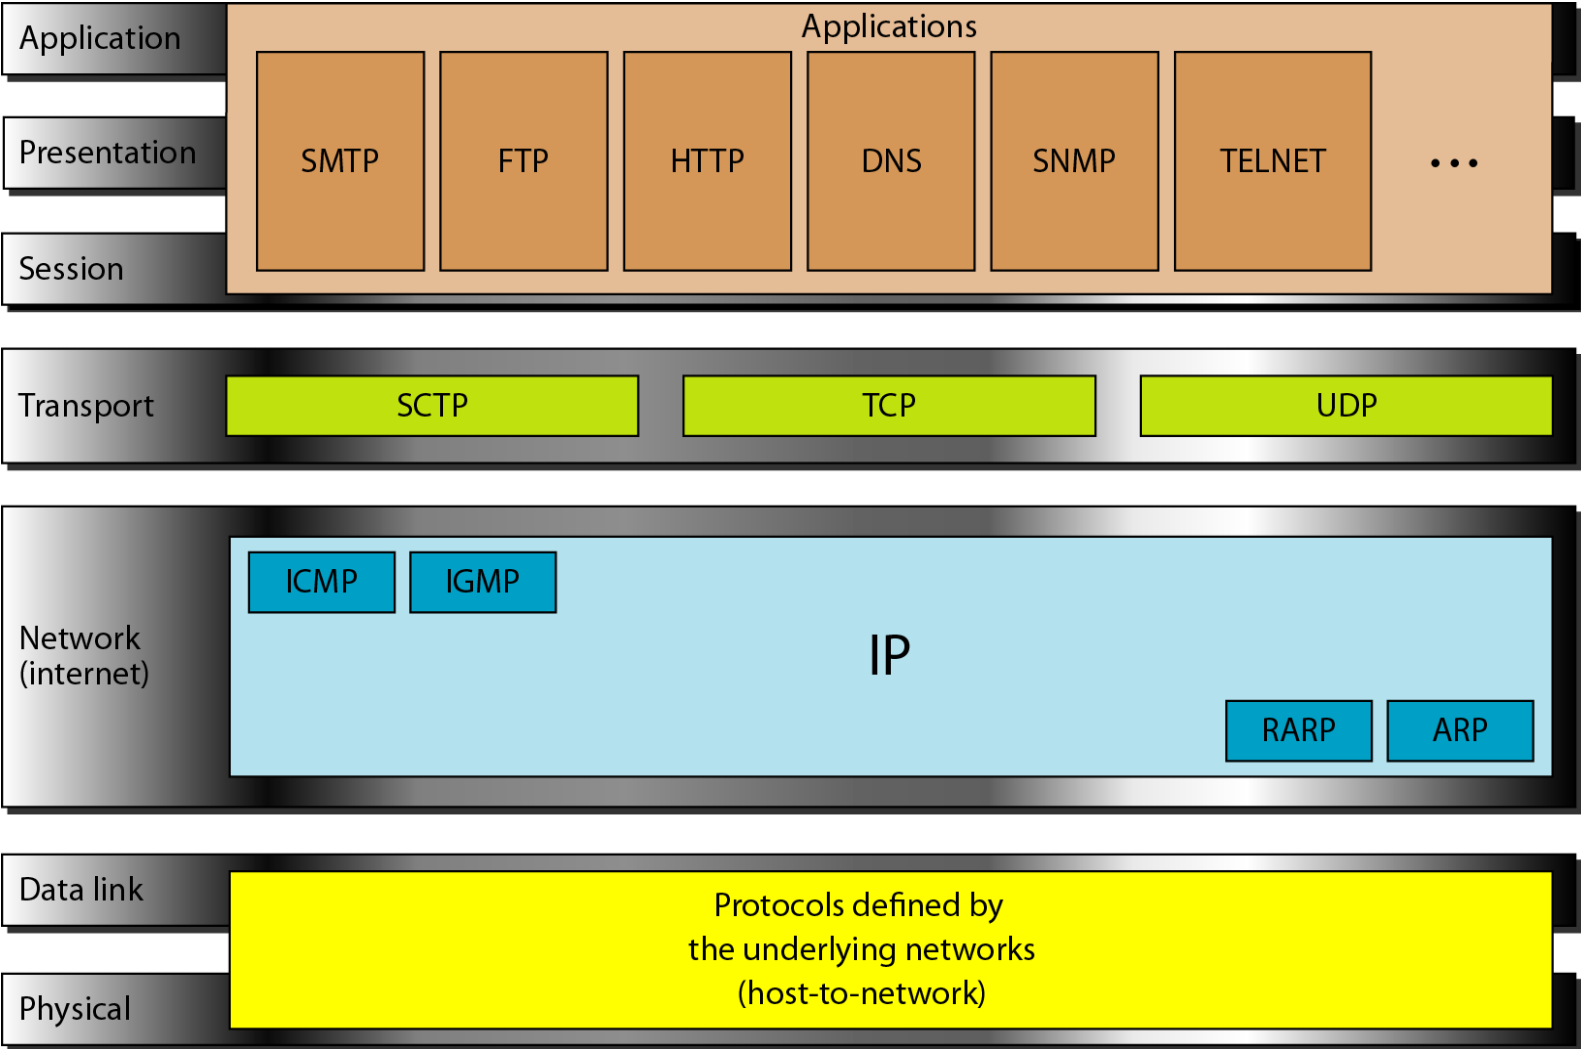 Application
Applications
Presentation
SMTP
FTP
HTTP
DNS
SNMP
TELNET
...
Session
Transport
SCTP
TCP
UDP
Network
(internet)
ICMP
IGMP
IP
RARP
ARP
Data link
Protocols defined by
the underlying networks
(host-to-network)
Physical